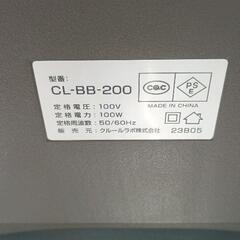 型番:
CL-BB-200
CQC
PS
E
定格電圧:100V
MADE IN CHINA
定格電力:100W
定格周波数:50/60Hz
販売元:クルールラボ株式会社
23B05